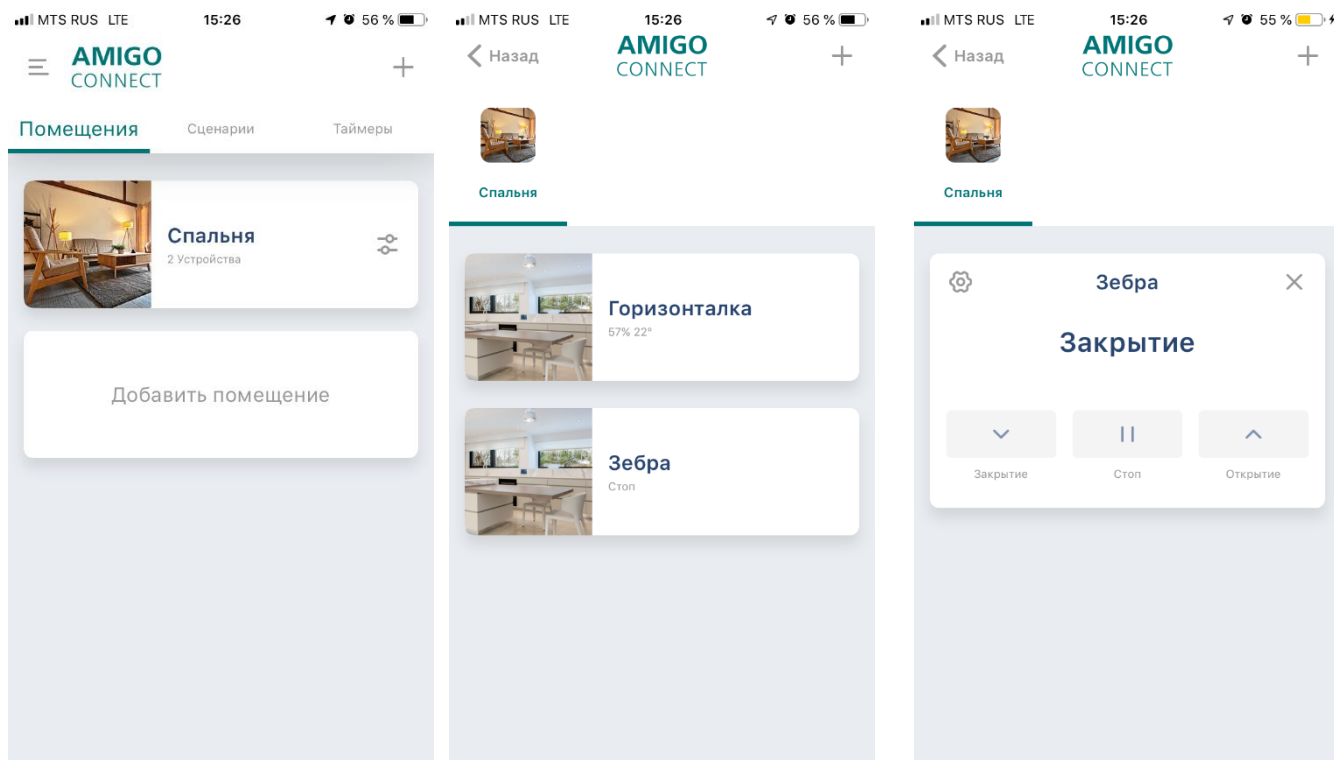 MTS RUS LTE 15:26 56 %
AMIGO
CONNECT
Помещения Сценарии Таймеры
Спальня
2 Устройства
Добавить помещение
MTS RUS LTE 15:26 56 %
Назад
AMIGO
CONNECT
Спальня
Горизонталка
57% 22°
Зебра
Стоп
MTS RUS LTE 15:26 55 %
Назад
AMIGO
CONNECT
Спальня
Зебра
Закрытие
Закрытие Стоп Открытие